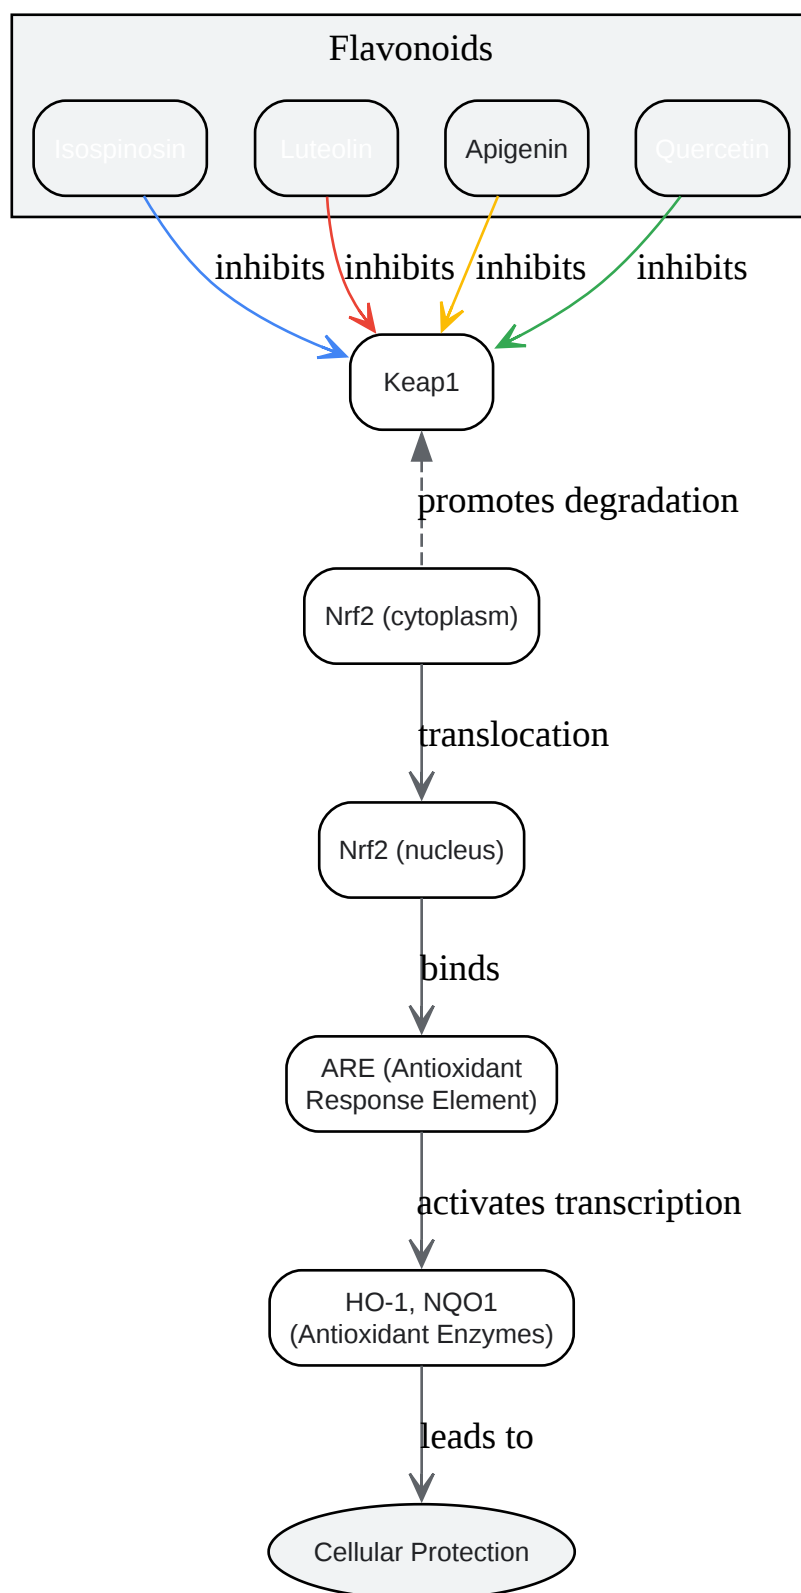 Flavonoids
Isospinosin
Luteolin
Apigenin
Quercetin
inhibits
inhibits
inhibits
inhibits
Keap1
promotes degradation
Nrf2 (cytoplasm)
translocation
Nrf2 (nucleus)
binds
ARE (Antioxidant
Response Element)
activates transcription
HO-1, NQO1
(Antioxidant Enzymes)
leads to
Cellular Protection